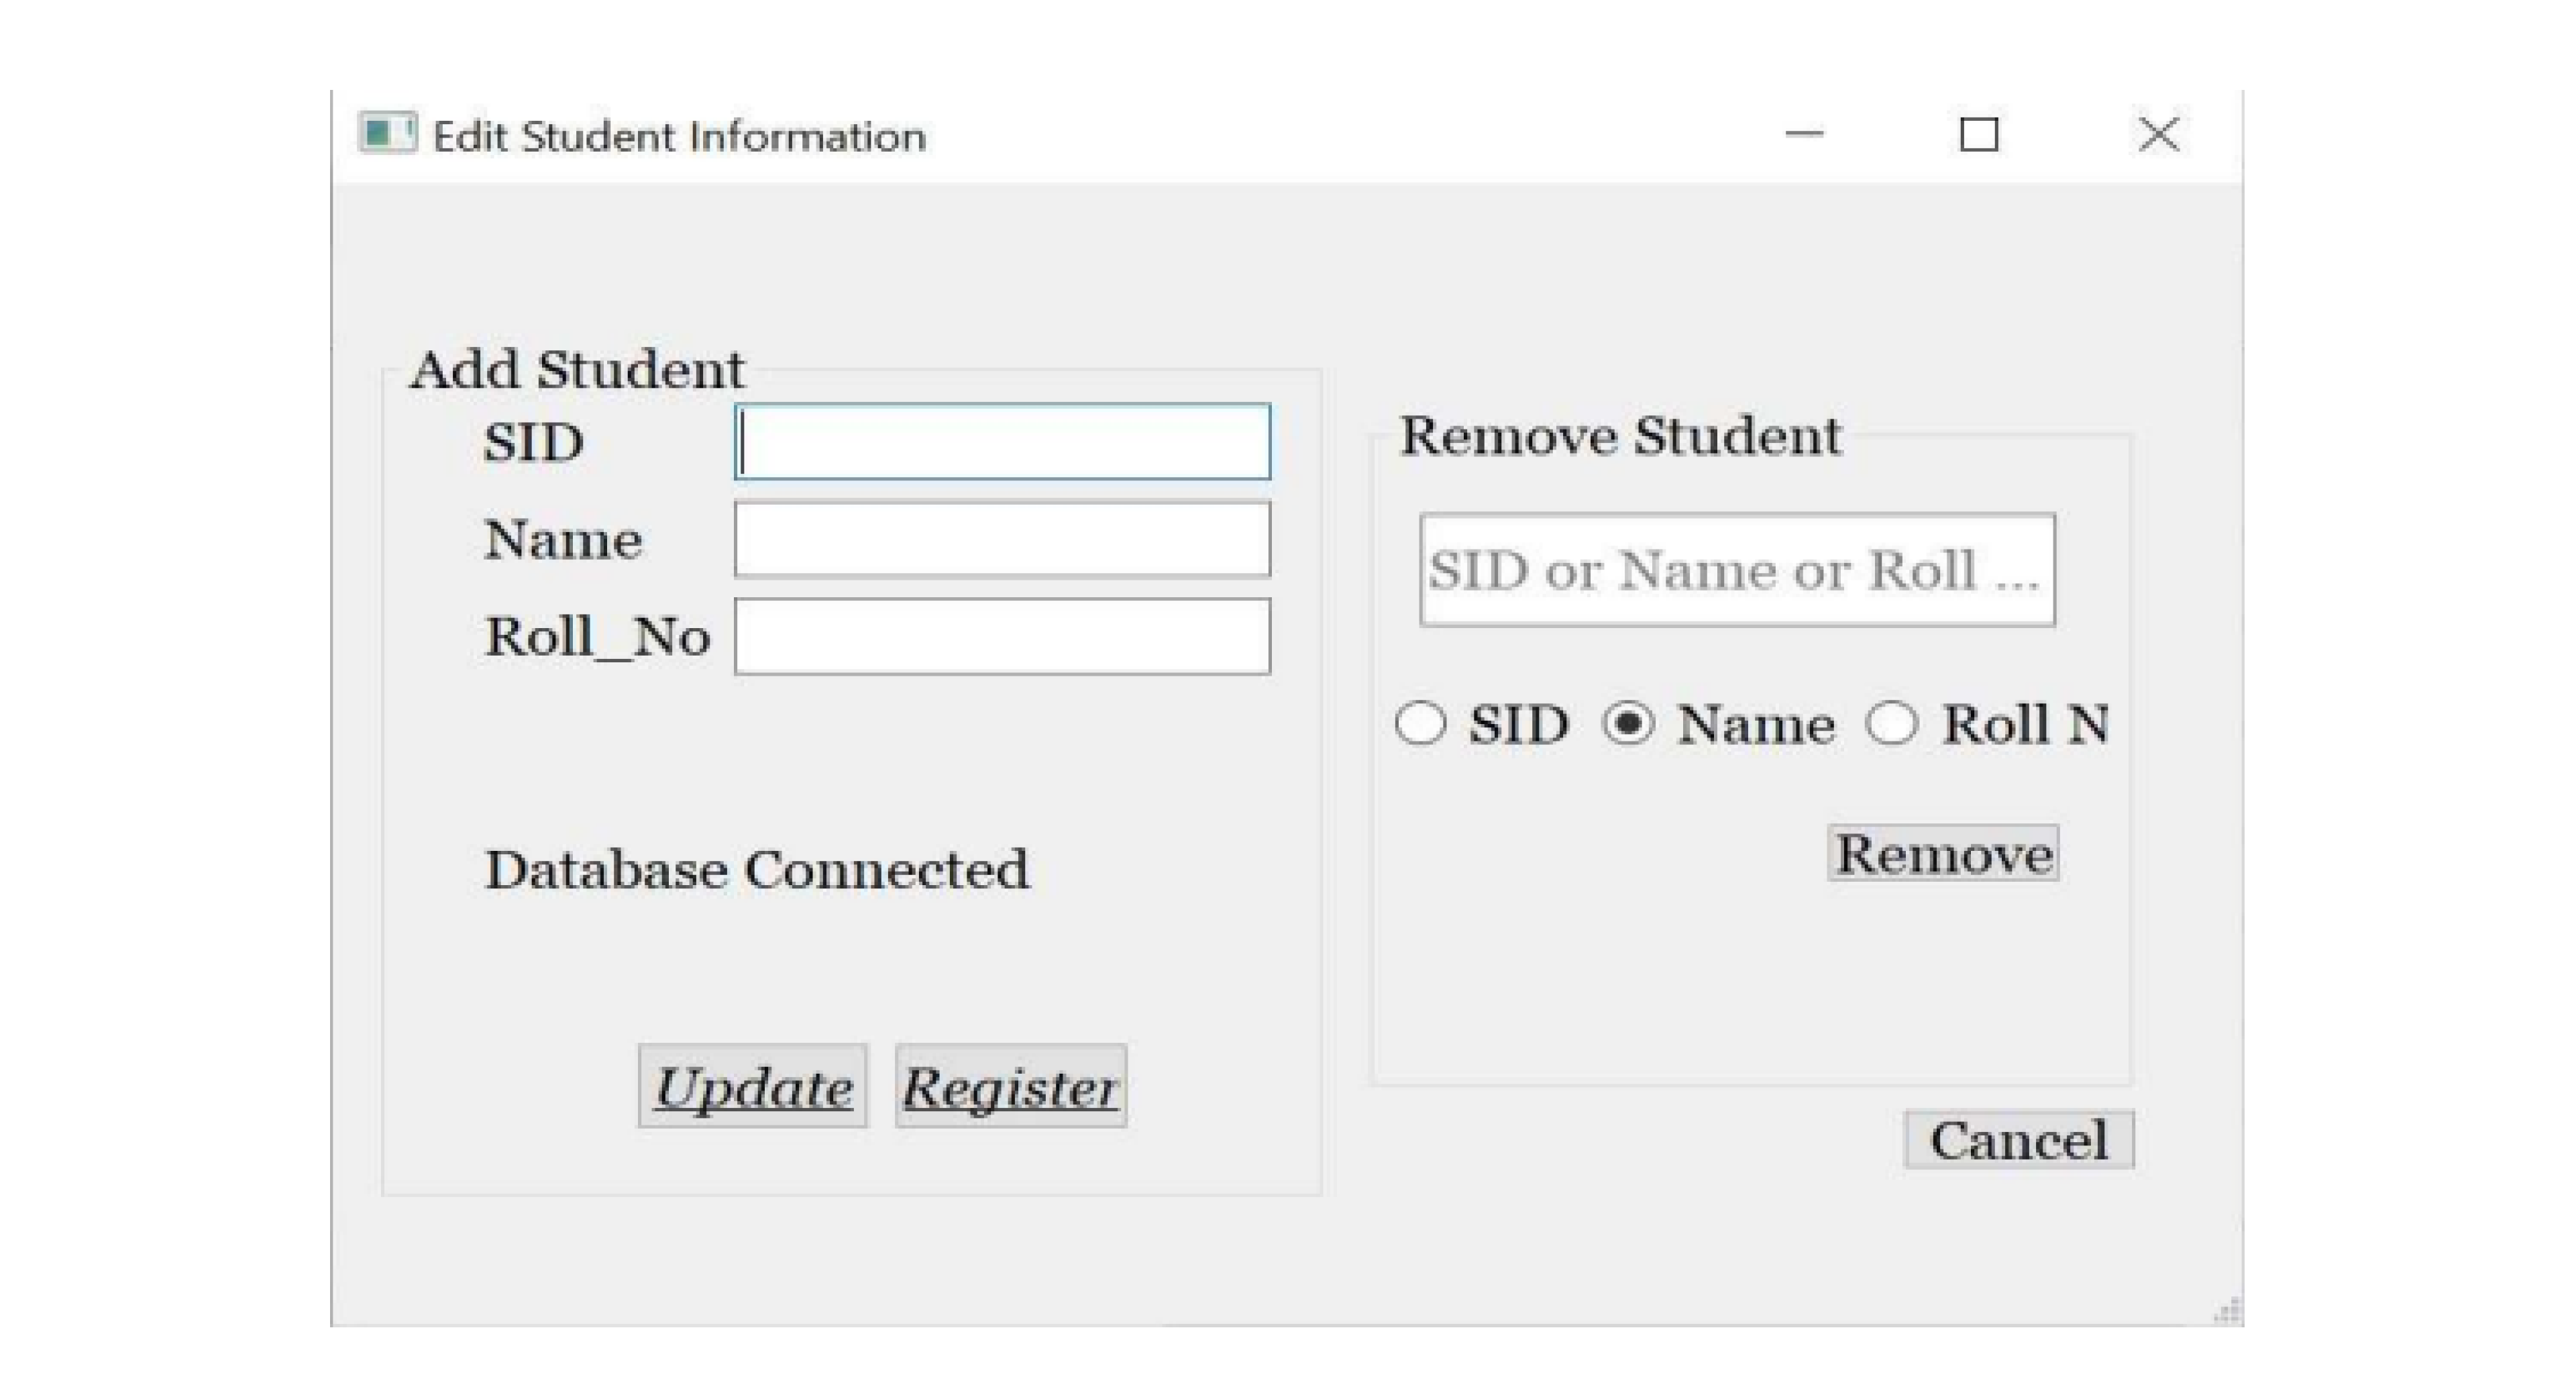 Edit Student Information
Add Student
SID
Name
Roll_No
Database Connected
Update Register
Remove Student
SID or Name or Roll ...
SID Name Roll N
Remove
Cancel